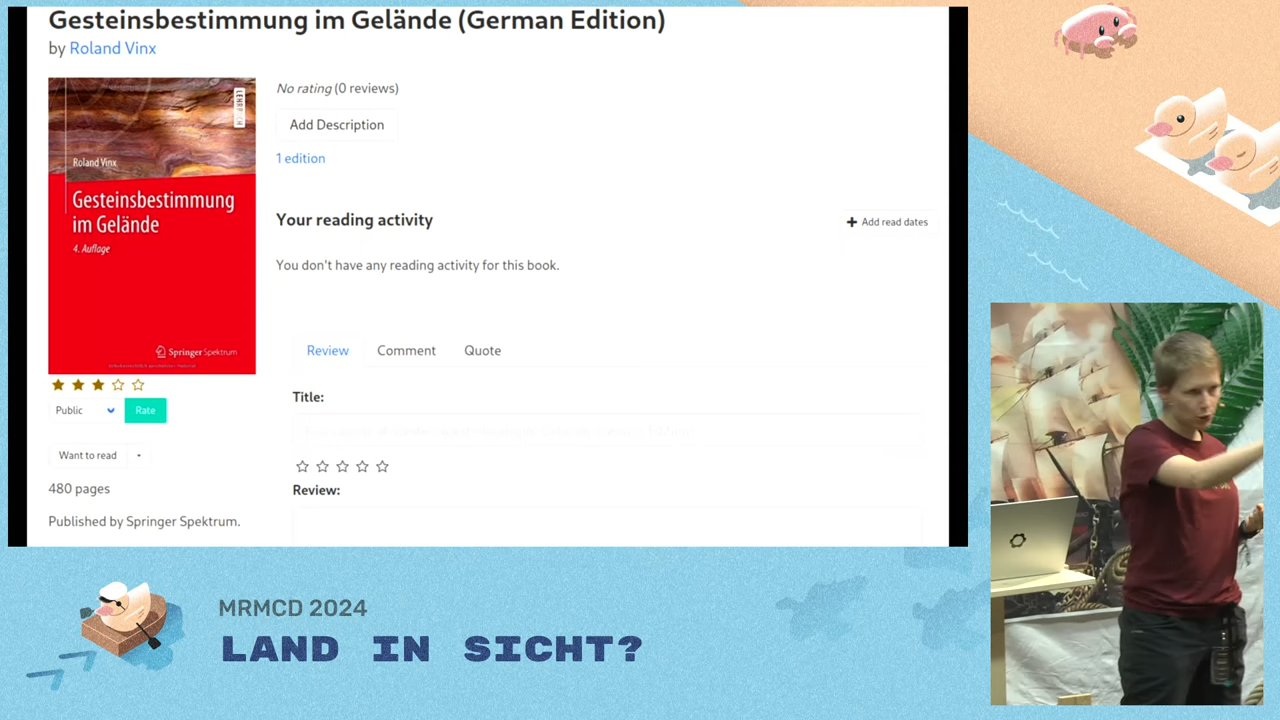 Gesteinsbestimmung im Gelände (German Edition)
by Roland Vinx
No rating (0 reviews)
Add Description
1 edition
Roland Vinx
Gesteinsbestimmung
im Gelände
4. Auflage
Springer Spektrum
Your reading activity
Add read dates
You don't have any reading activity for this book.
Review Comment Quote
Public
Rate
Title:
Want to read
Review:
480 pages
Published by Springer Spektrum.
MRMCD 2024
LAND IN SICHT?